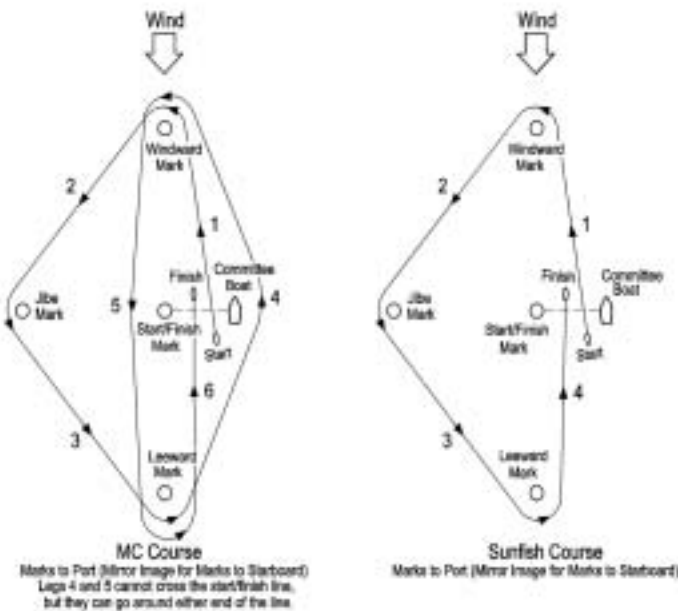 Wind
Windward
Mark
2
1
Finish
Committee
Boat
Jibe
Mark
5
Start/Finish
Mark
4
Start
6
3
Leeward
Mark
MC Course
Marks to Port (Mirror Image for Marks to Starboard)
Legs 4 and 5 cannot cross the start/finish line,
but they can go around either end of the line.
Wind
Windward
Mark
2
1
Finish
Committee
Boat
Jibe
Mark
Start/Finish
Mark
Start
4
3
Leeward
Mark
Sunfish Course
Marks to Port (Mirror Image for Marks to Starboard)